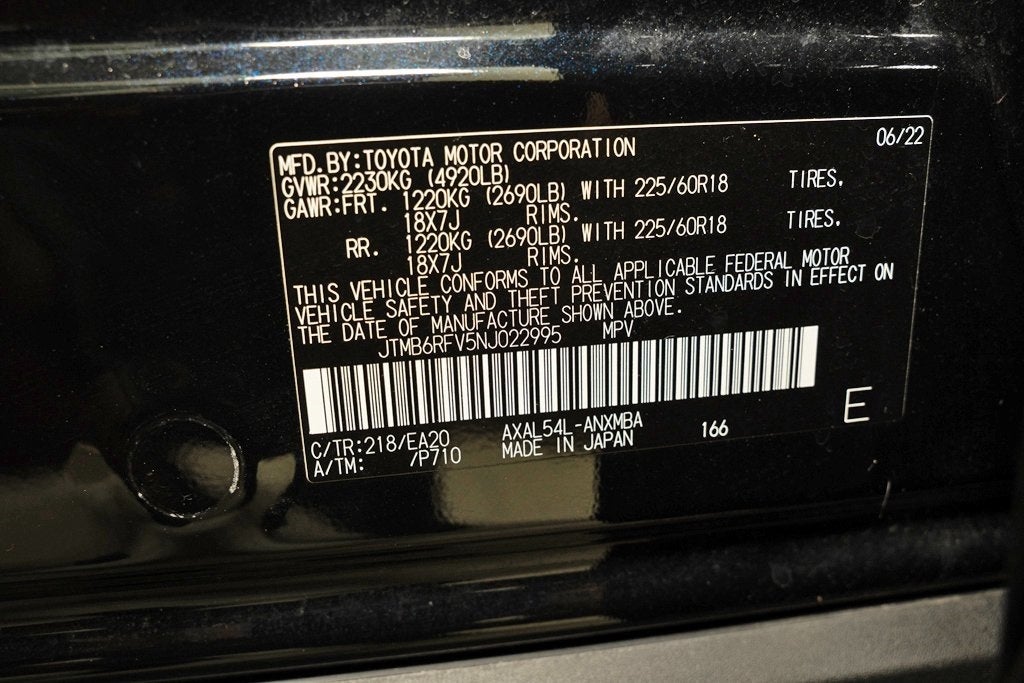 06/22
MFD.BY:TOYOTA MOTOR CORPORATION
GVWR:2230KG (4920LB)
GAWR:FRT. 1220KG (2690LB) WITH 225/60R18 TIRES,
18X7J RIMS.
RR. 1220KG (2690LB) WITH 225/60R18 TIRES,
18X7J RIMS.
THIS VEHICLE CONFORMS TO ALL APPLICABLE FEDERAL MOTOR
VEHICLE SAFETY AND THEFT PREVENTION STANDARDS IN EFFECT ON
THE DATE OF MANUFACTURE SHOWN ABOVE.
JTMB6RFV5NJ022995 MPV
E
C/TR:218/EA20 AXAL54L-ANXMBA 166
A/TM: /P710 MADE IN JAPAN